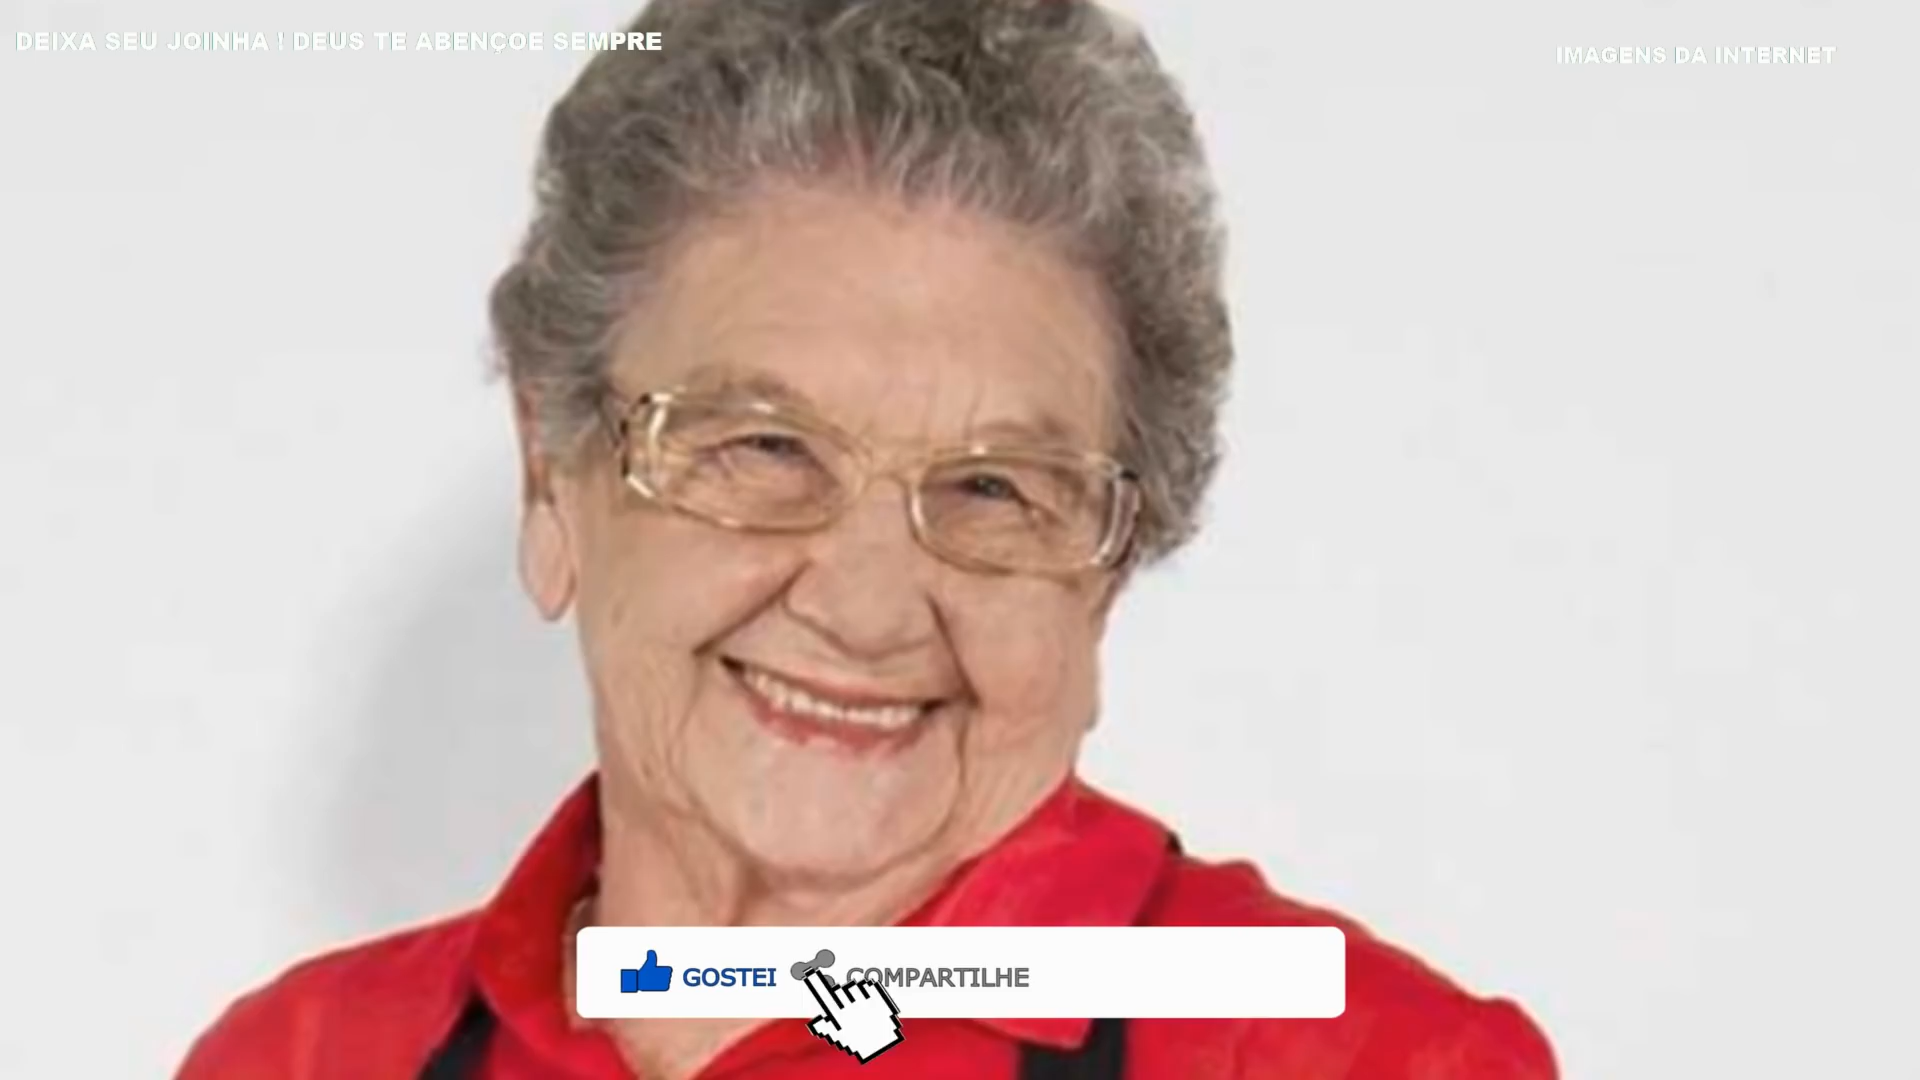 DEIXA SEU JOINHA ! DEUS TE ABENÇOE SEMPRE
IMAGENS DA INTERNET
GOSTEI COMPARTILHE